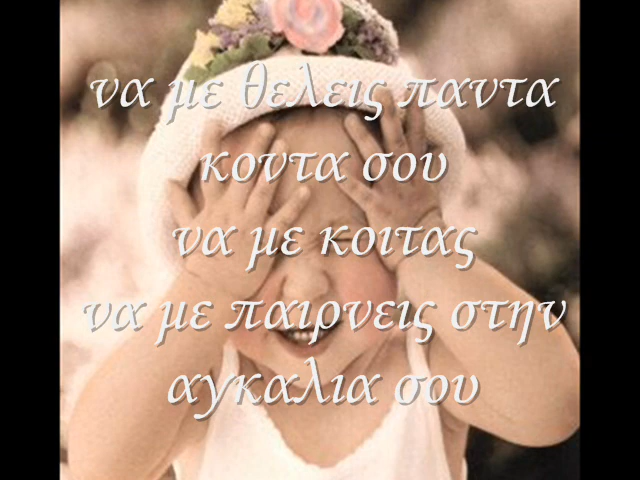 να με θελεις παντα
κοντα σου
να με κοιτας
να με παιρνεις στην
αγκαλια σου